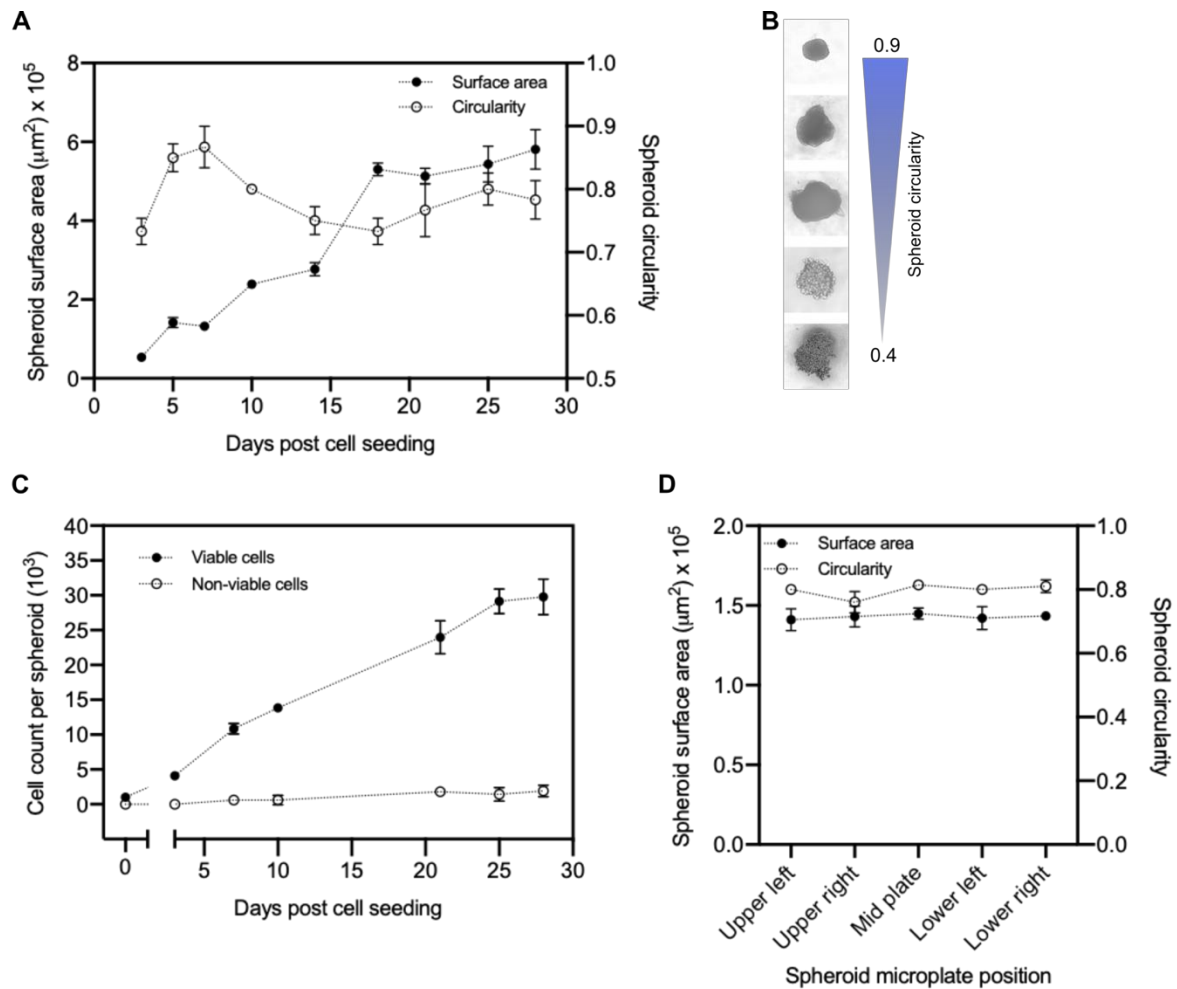 A
Spheroid surface area (μm²) x 10⁵
8
6
4
2
0
Surface area
Circularity
1.0
0.9
0.8
0.7
0.6
0.5
Spheroid circularity
0 5 10 15 20 25 30
Days post cell seeding
B
0.9
Spheroid circularity
0.4
C
Cell count per spheroid (10³)
40
35
30
25
20
15
10
5
0
Viable cells
Non-viable cells
0 5 10 15 20 25 30
Days post cell seeding
D
Spheroid surface area (μm²) x 10⁵
2.0
1.5
1.0
0.5
0.0
Surface area
Circularity
1.0
0.8
0.6
0.4
0.2
0.0
Spheroid circularity
Upper left
Upper right
Mid plate
Lower left
Lower right
Spheroid microplate position